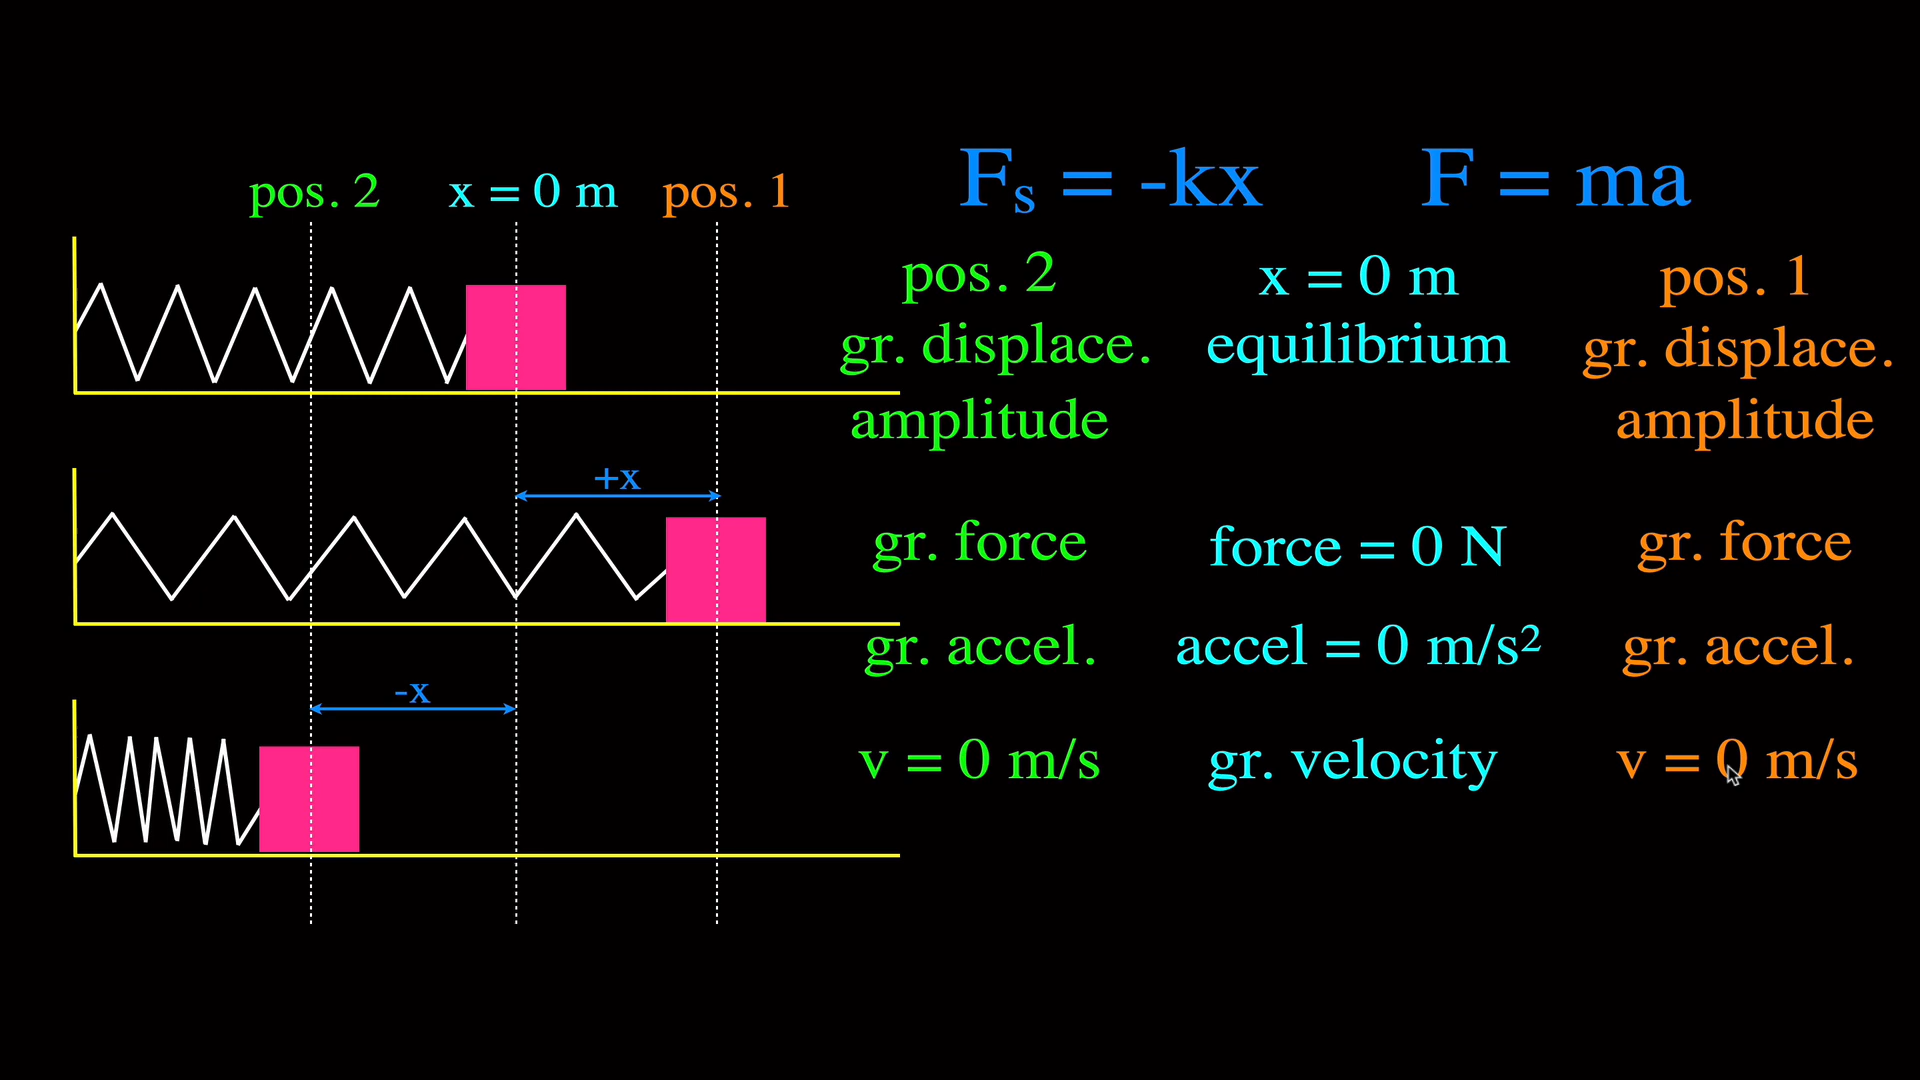 pos. 2 x = 0 m pos. 1
+x
-x
Fₛ = -kx F = ma
pos. 2 x = 0 m pos. 1
gr. displace. equilibrium gr. displace.
amplitude amplitude
gr. force force = 0 N gr. force
gr. accel. accel = 0 m/s² gr. accel.
v = 0 m/s gr. velocity v = 0 m/s